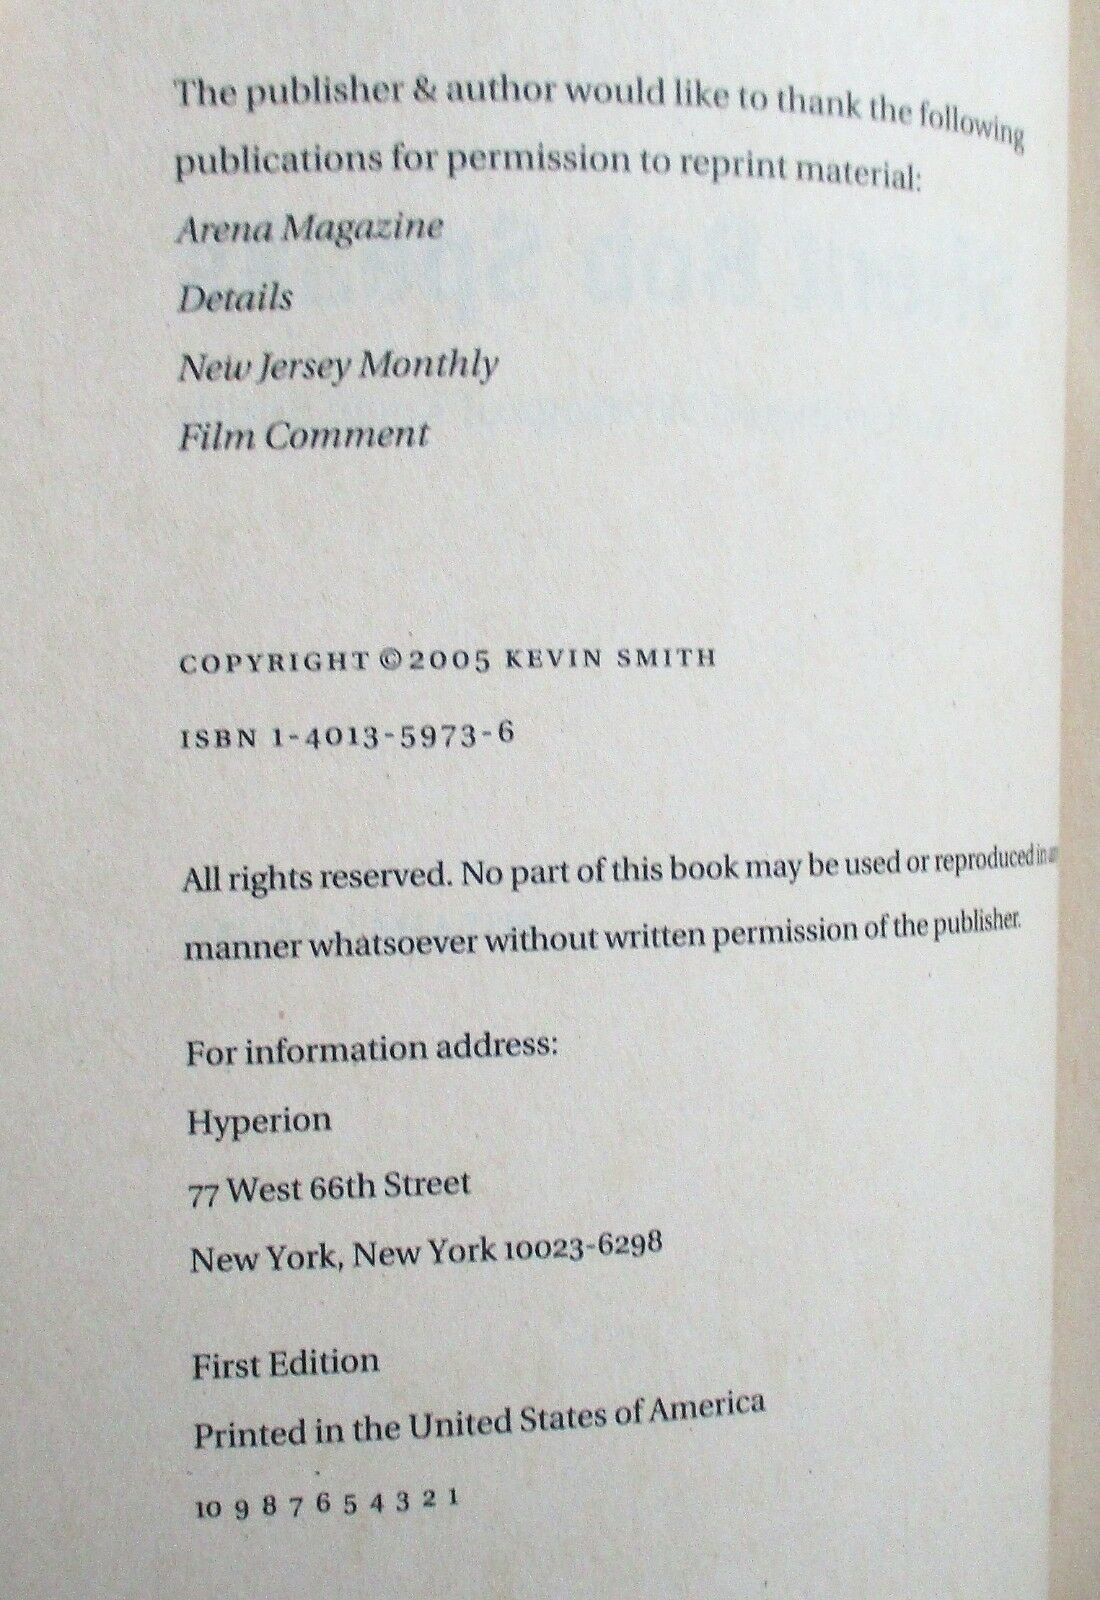 The publisher & author would like to thank the following
publications for permission to reprint material:
Arena Magazine
Details
New Jersey Monthly
Film Comment
COPYRIGHT ©2005 KEVIN SMITH
ISBN 1-4013-5973-6
All rights reserved. No part of this book may be used or reproduced in
manner whatsoever without written permission of the publisher.
For information address:
Hyperion
77 West 66th Street
New York, New York 10023-6298
First Edition
Printed in the United States of America
10 9 8 7 6 5 4 3 2 1